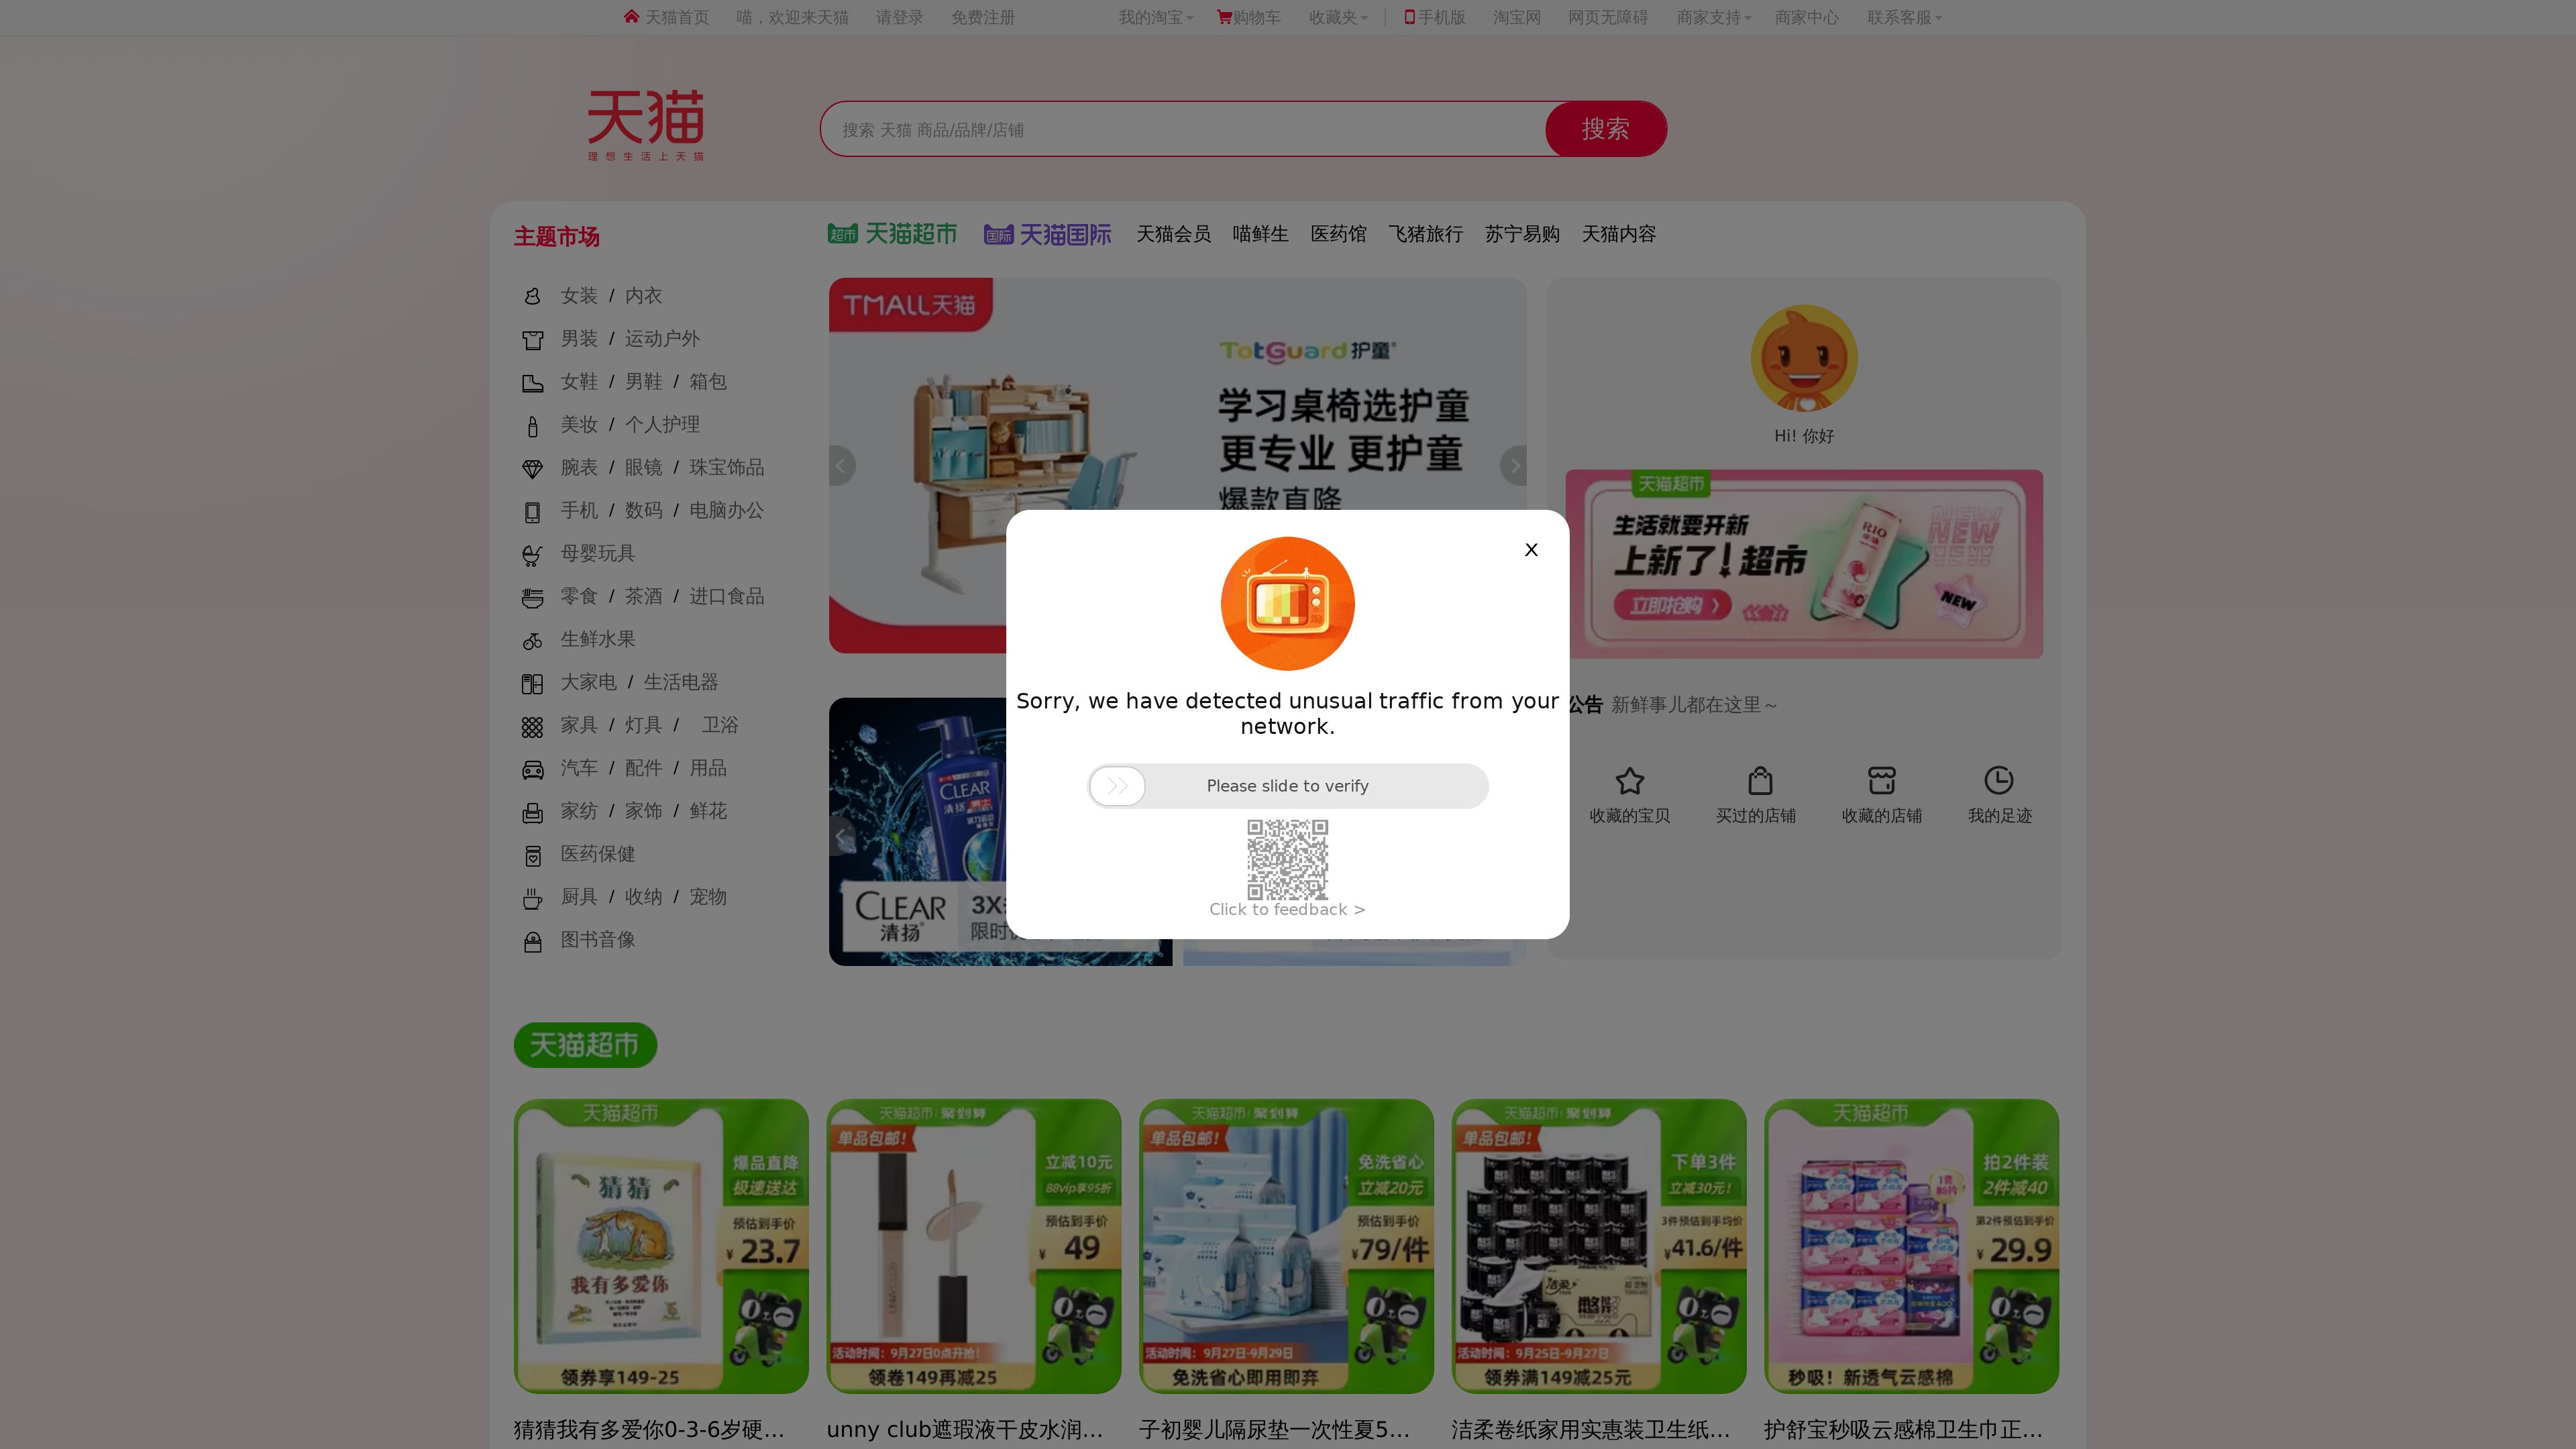 天猫首页 喵，欢迎来天猫 请登录 免费注册 我的淘宝 购物车 收藏夹 手机版 淘宝网 网页无障碍 商家支持 商家中心 联系客服
天猫
理想生活上天猫
搜索 天猫 商品/品牌/店铺
搜索
主题市场
超市 天猫超市 国际 天猫国际 天猫会员 喵鲜生 医药馆 飞猪旅行 苏宁易购 天猫内容
女装 / 内衣
男装 / 运动户外
女鞋 / 男鞋 / 箱包
美妆 / 个人护理
腕表 / 眼镜 / 珠宝饰品
手机 / 数码 / 电脑办公
母婴玩具
零食 / 茶酒 / 进口食品
生鲜水果
大家电 / 生活电器
家具 / 灯具 / 卫浴
汽车 / 配件 / 用品
家纺 / 家饰 / 鲜花
医药保健
厨具 / 收纳 / 宠物
图书音像
TMALL天猫
TotGuard护童®
学习桌椅选护童
更专业 更护童
爆款直降
CLEAR
清扬
CLEAR
清扬®
3X
限时
Hi! 你好
天猫超市
生活就要开新
上新了！超市
立即抢购
RIO
NEW
NEW
NEW
公告 新鲜事儿都在这里～
收藏的宝贝 买过的店铺 收藏的店铺 我的足迹
X
Sorry, we have detected unusual traffic from your
network.
Please slide to verify
Click to feedback >
天猫超市
天猫超市
爆品直降
极速送达
预估到手价
¥ 23.7
猜猜
我有多爱你
领券享149-25
天猫超市 聚划算
单品包邮！
立减10元
88vip享95折
预估到手价
¥ 49
活动时间：9月27日0点开抢！
领卷149再减25
天猫超市 聚划算
单品包邮！
免洗省心
立减20元
预估到手价
¥79/件
活动时间：9月27日-9月29日
免洗省心即用即弃
天猫超市 聚划算
单品包邮！
下单3件
立减30元！
3件预估到手均价
¥41.6/件
洁柔
活动时间：9月25日-9月27日
领券满149减25元
天猫超市
拍2件装
2件减40
第2件预估到手价
¥ 29.9
秒吸！新透气云感棉
猜猜我有多爱你0-3-6岁硬...
unny club遮瑕液干皮水润...
子初婴儿隔尿垫一次性夏5...
洁柔卷纸家用实惠装卫生纸...
护舒宝秒吸云感棉卫生巾正...